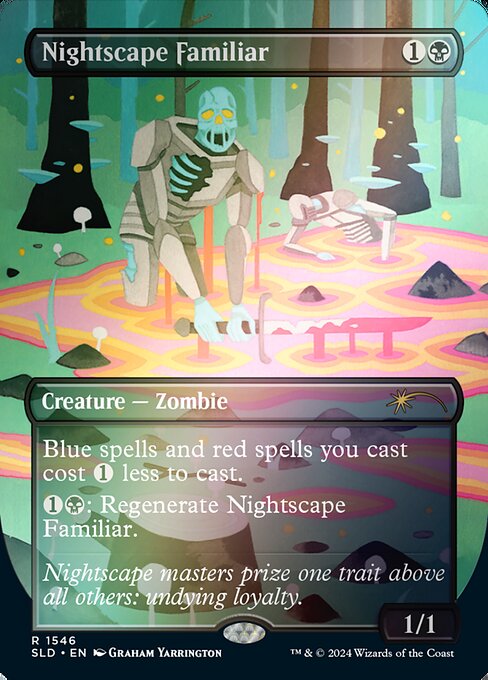 Nightscape Familiar 1
Creature — Zombie
Blue spells and red spells you cast
cost 1 less to cast.
1: Regenerate Nightscape
Familiar.
Nightscape masters prize one trait above
all others: undying loyalty.
1/1
R 1546
SLD • EN Graham Yarrington
™ & © 2024 Wizards of the Coast